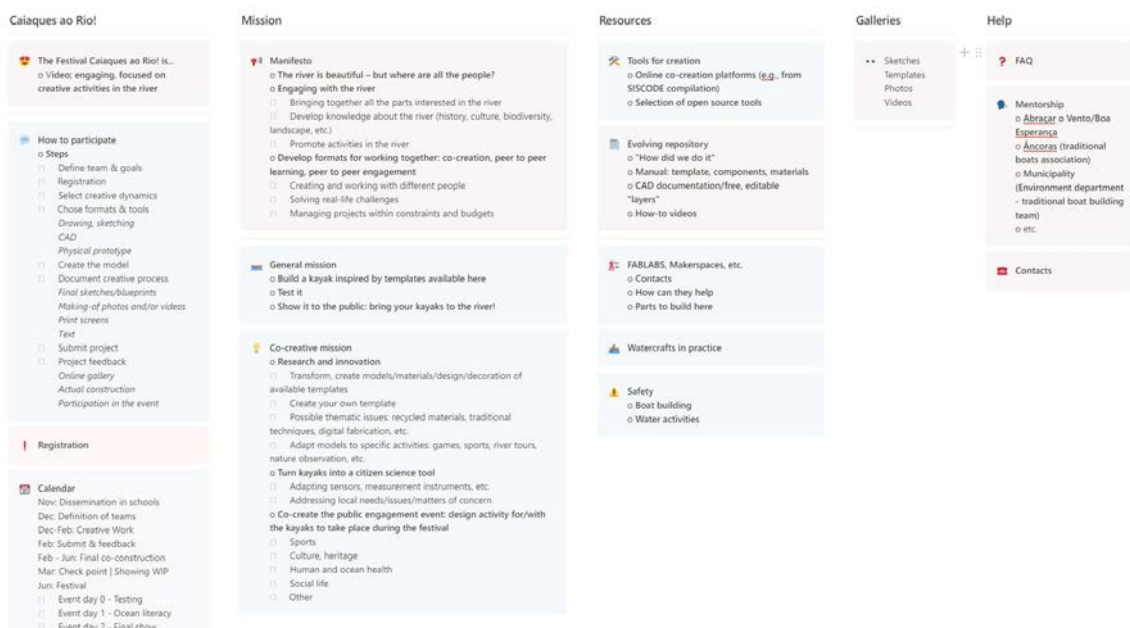 Caiaques ao Rio!
The Festival Caiaques ao Rio! is...
o Video; engaging, focused on
creative activities in the river
How to participate
o Steps
Define team & goals
Registration
Select creative dynamics
Chose formats & tools
Drawing, sketching
CAD
Physical prototype
Create the model
Document creative process
Final sketches/blueprints
Making-of photos and/or videos
Print screens
Text
Submit project
Project feedback
Online gallery
Actual construction
Participation in the event
Registration
Calendar
Nov: Dissemination in schools
Dec: Definition of teams
Dec-Feb: Creative Work
Feb: Submit & feedback
Feb - Jun: Final co-construction
Mar: Check point | Showing WIP
Jun: Festival
Event day 0 - Testing
Event day 1 - Ocean literacy
Event day 2 - Final show
Mission
Manifesto
o The river is beautiful – but where are all the people?
o Engaging with the river
Bringing together all the parts interested in the river
Develop knowledge about the river (history, culture, biodiversity,
landscape, etc.)
Promote activities in the river
o Develop formats for working together: co-creation, peer to peer
learning, peer to peer engagement
Creating and working with different people
Solving real-life challenges
Managing projects within constraints and budgets
General mission
o Build a kayak inspired by templates available here
o Test it
o Show it to the public: bring your kayaks to the river!
Co-creative mission
o Research and innovation
Transform, create models/materials/design/decoration of
available templates
Create your own template
Possible thematic issues: recycled materials, traditional
techniques, digital fabrication, etc.
Adapt models to specific activities: games, sports, river tours,
nature observation, etc.
o Turn kayaks into a citizen science tool
Adapting sensors, measurement instruments, etc.
Addressing local needs/issues/matters of concern
o Co-create the public engagement event: design activity for/with
the kayaks to take place during the festival
Sports
Culture, heritage
Human and ocean health
Social life
Other
Resources
Tools for creation
o Online co-creation platforms (e.g., from
SISCODE compilation)
o Selection of open source tools
Evolving repository
o "How did we do it"
o Manual: template, components, materials
o CAD documentation/free, editable
"layers"
o How-to videos
FABLABS, Makerspaces, etc.
o Contacts
o How can they help
o Parts to build here
Watercrafts in practice
Safety
o Boat building
o Water activities
Galleries
Sketches
Templates
Photos
Videos
Help
FAQ
Mentorship
o Abraçar o Vento/Boa
Esperança
o Âncoras (traditional
boats association)
o Municipality
(Environment department
- traditional boat building
team)
o etc.
Contacts